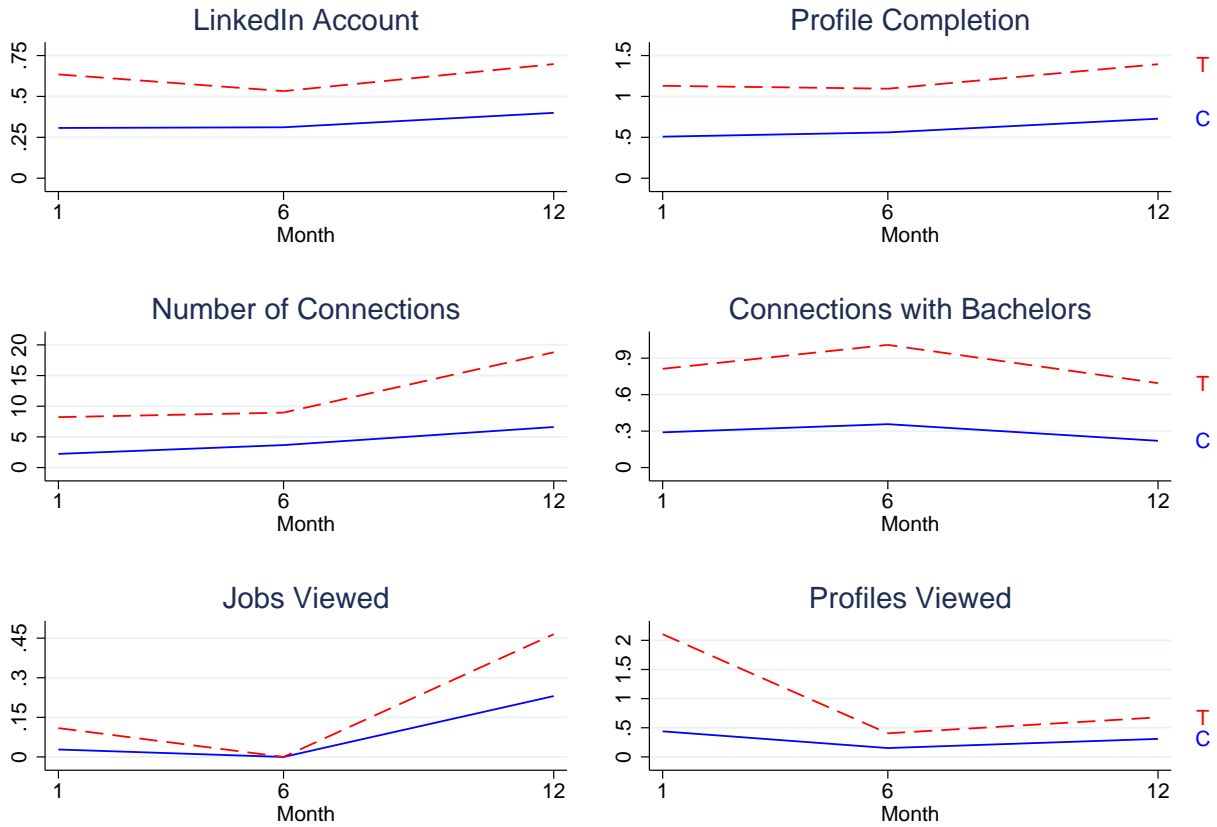 LinkedIn Account
.75
.5
.25
0
1 6 12
Month
Profile Completion
1.5
1
.5
0
1 6 12
Month
T
C
Number of Connections
20
15
10
5
0
1 6 12
Month
Connections with Bachelors
.9
.6
.3
0
1 6 12
Month
T
C
Jobs Viewed
.45
.3
.15
0
1 6 12
Month
Profiles Viewed
2
1.5
1
.5
0
1 6 12
Month
T
C